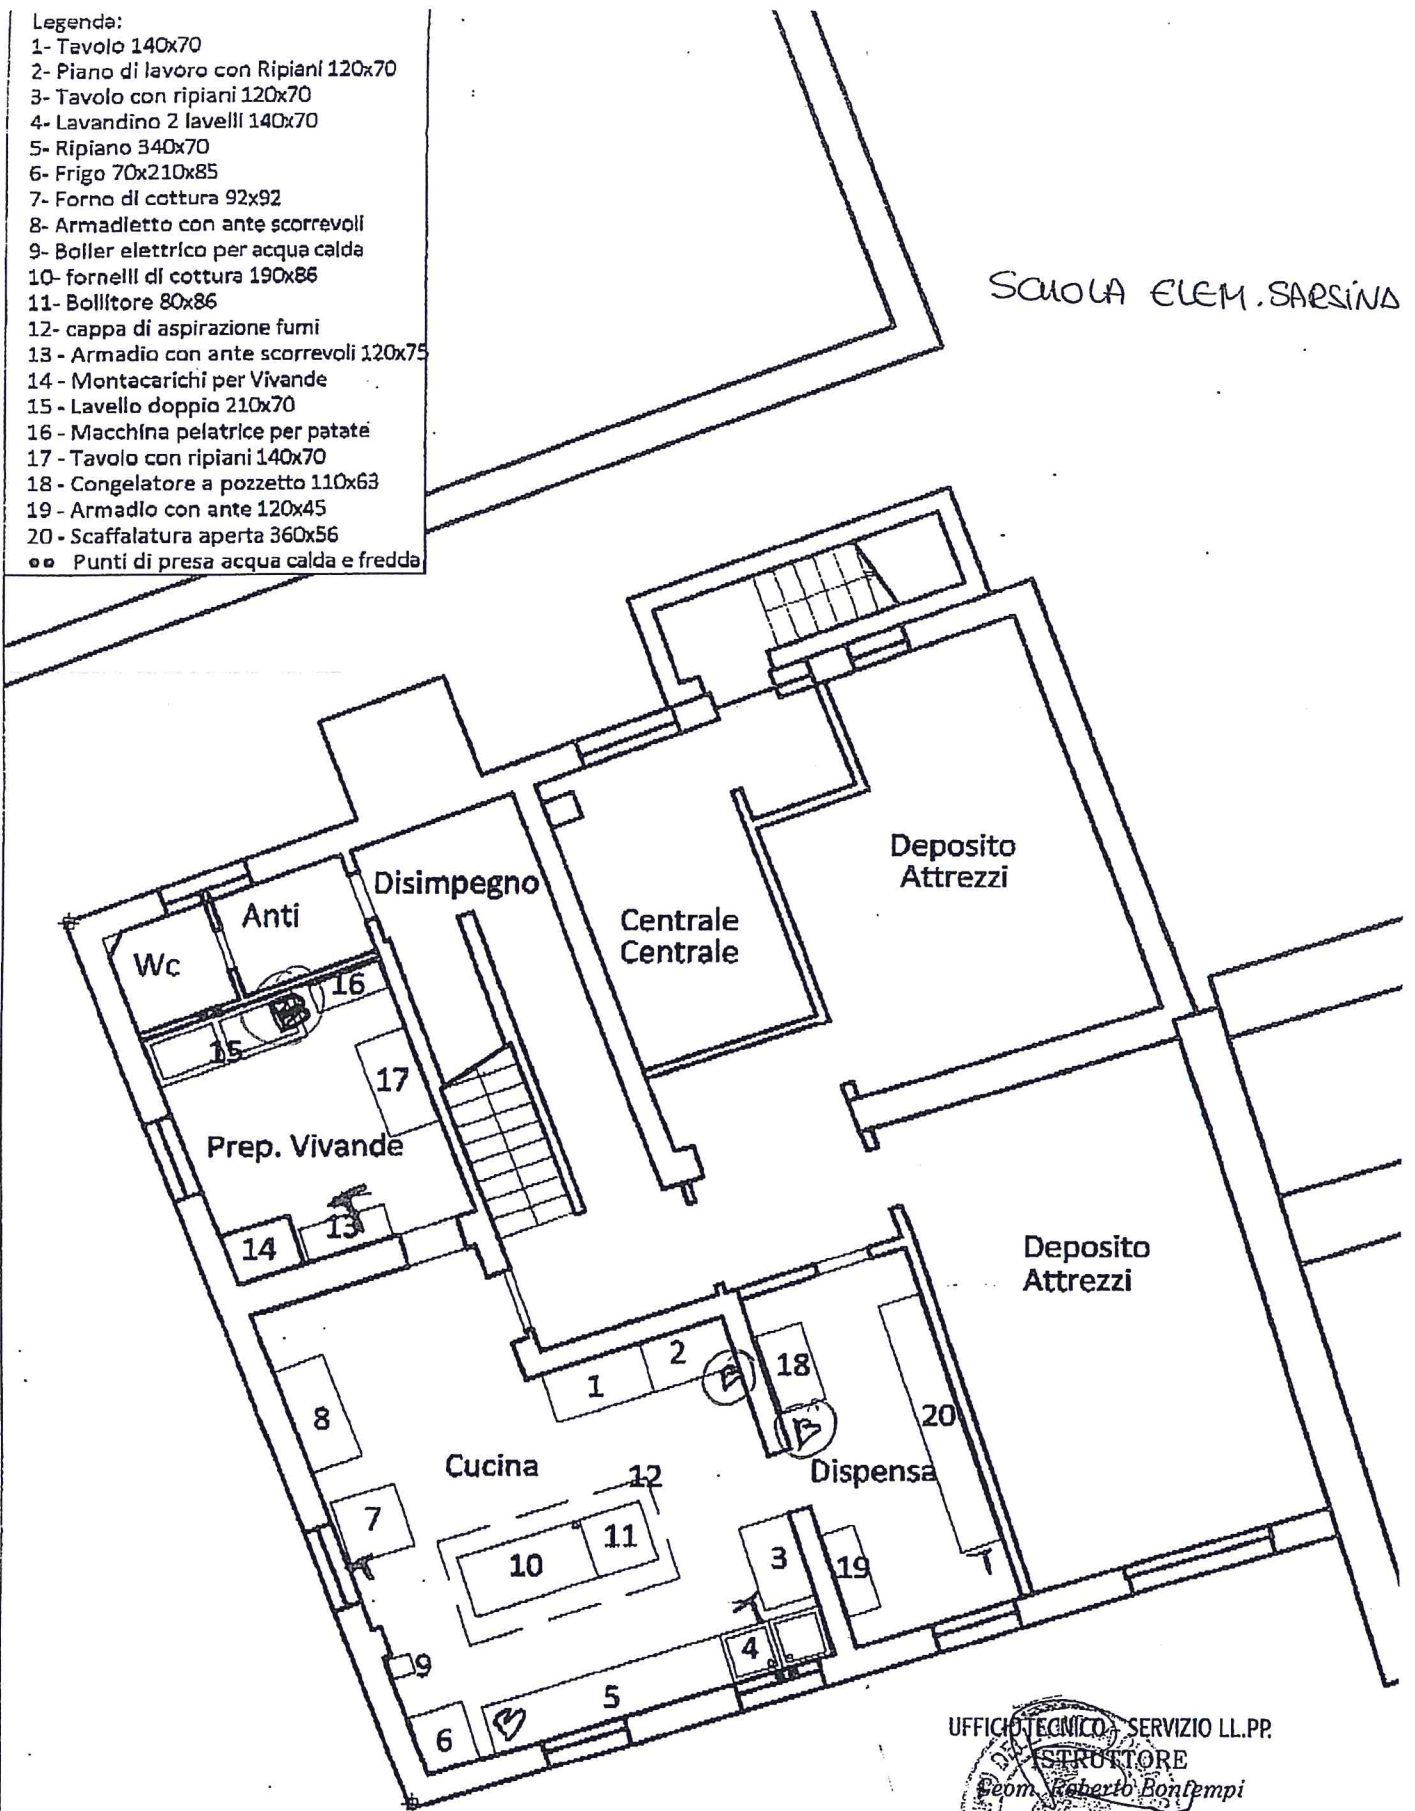 Legenda:
1- Tavolo 140x70
2- Piano di lavoro con Ripiani 120x70
3- Tavolo con ripiani 120x70
4- Lavandino 2 lavelli 140x70
5- Ripiano 340x70
6- Frigo 70x210x85
7- Forno di cottura 92x92
8- Armadietto con ante scorrevoli
9- Boiler elettrico per acqua calda
10- fornelli di cottura 190x86
11- Bollitore 80x86
12- cappa di aspirazione fumi
13 - Armadio con ante scorrevoli 120x75
14 - Montacarichi per Vivande
15 - Lavello doppio 210x70
16 - Macchina pelatrice per patate
17 - Tavolo con ripiani 140x70
18 - Congelatore a pozzetto 110x63
19 - Armadio con ante 120x45
20 - Scaffalatura aperta 360x56
Punti di presa acqua calda e fredda
SCUOLA ELEM. SARSINA
Deposito
Attrezzi
Disimpegno
Anti
Centrale
Centrale
Wc
16
15
17
Prep. Vivande
13
14
Deposito
Attrezzi
2
18
1
8
20
Cucina
Dispensa
12
7
11
10
3
19
4
9
5
6
UFFICIO TECNICO - SERVIZIO LL.PP.
ISTRUTTORE
Geom. Roberto Bonfempi